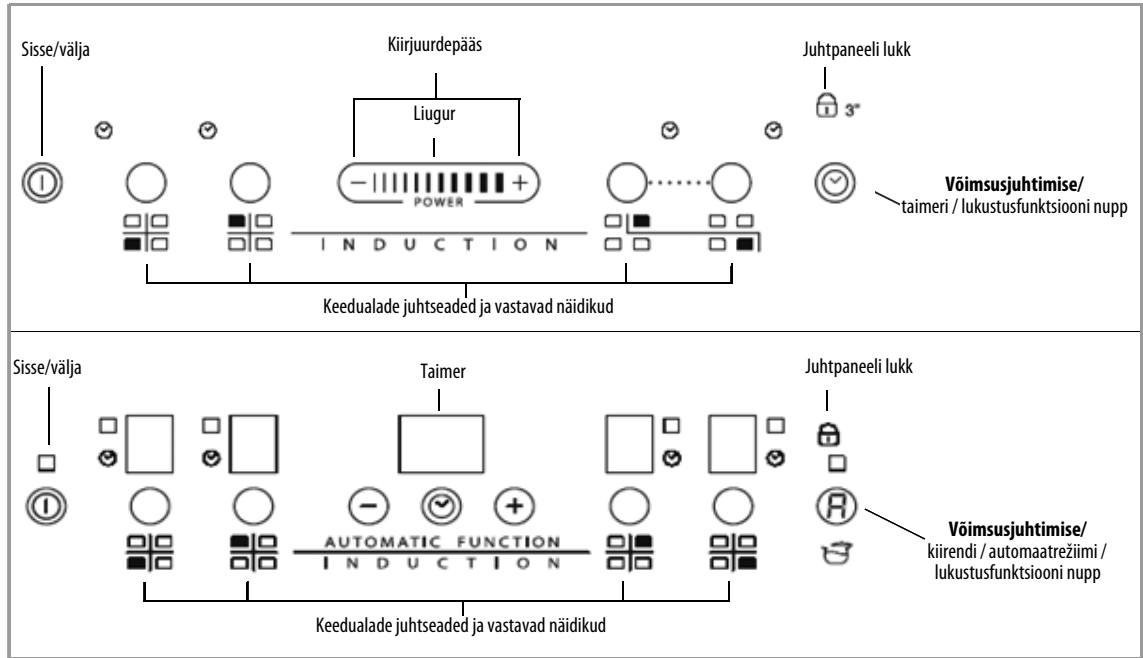 Sisse/välja
Kiirjuurdepääs
Juhtpaneeli lukk
Liugur
3"
POWER
Võimsusjuhtimise/
taimeri / lukustusfunktsiooni nupp
INDUCTION
Keedualade juhtseaded ja vastavad näidikud
Sisse/välja
Taimer
Juhtpaneeli lukk
A
AUTOMATIC FUNCTION
INDUCTION
Võimsusjuhtimise/
kiirendi / automaatrežiimi /
lukustusfunktsiooni nupp
Keedualade juhtseaded ja vastavad näidikud